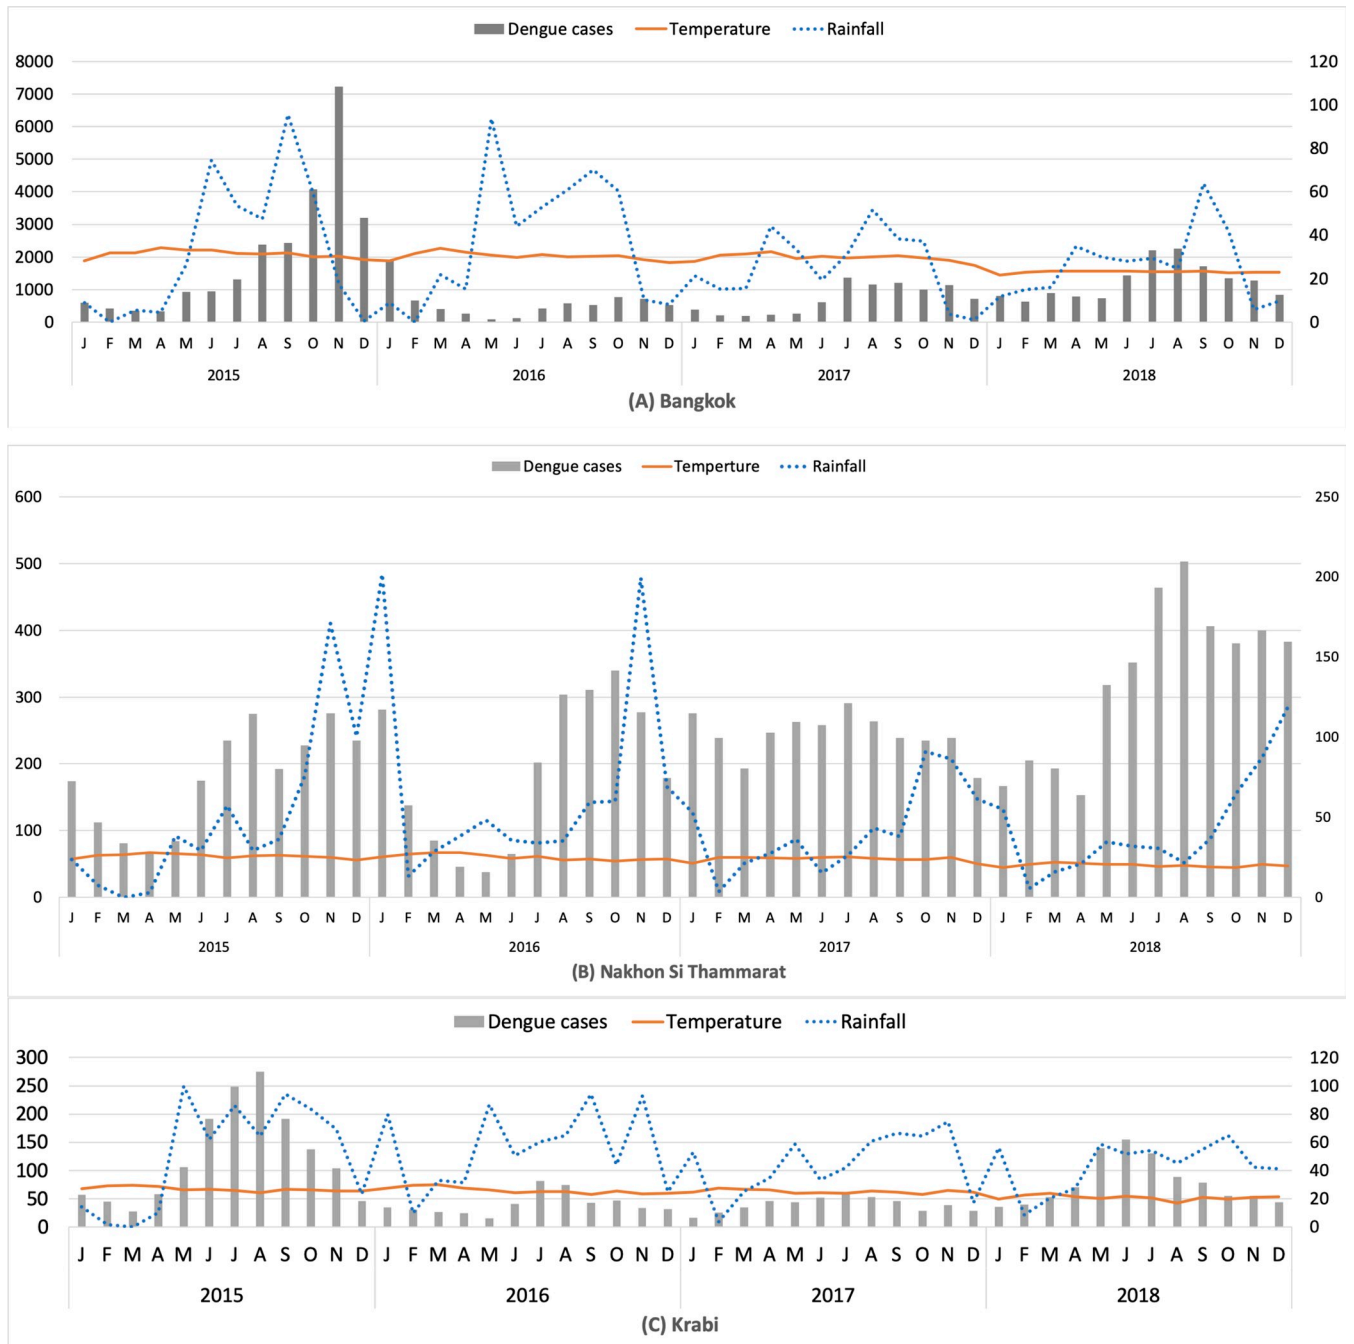 Dengue cases Temperature Rainfall
8000 120
7000 100
6000
5000 80
4000 60
3000 40
2000
1000 20
0 0
J F M A M J J A S O N D J F M A M J J A S O N D J F M A M J J A S O N D J F M A M J J A S O N D
2015 2016 2017 2018
(A) Bangkok
Dengue cases Temperture Rainfall
600 250
500 200
400 150
300
200 100
100 50
0 0
J F M A M J J A S O N D J F M A M J J A S O N D J F M A M J J A S O N D J F M A M J J A S O N D
2015 2016 2017 2018
(B) Nakhon Si Thammarat
Dengue cases Temperature Rainfall
300 120
250 100
200 80
150 60
100 40
50 20
0 0
J F M A M J J A S O N D J F M A M J J A S O N D J F M A M J J A S O N D J F M A M J J A S O N D
2015 2016 2017 2018
(C) Krabi